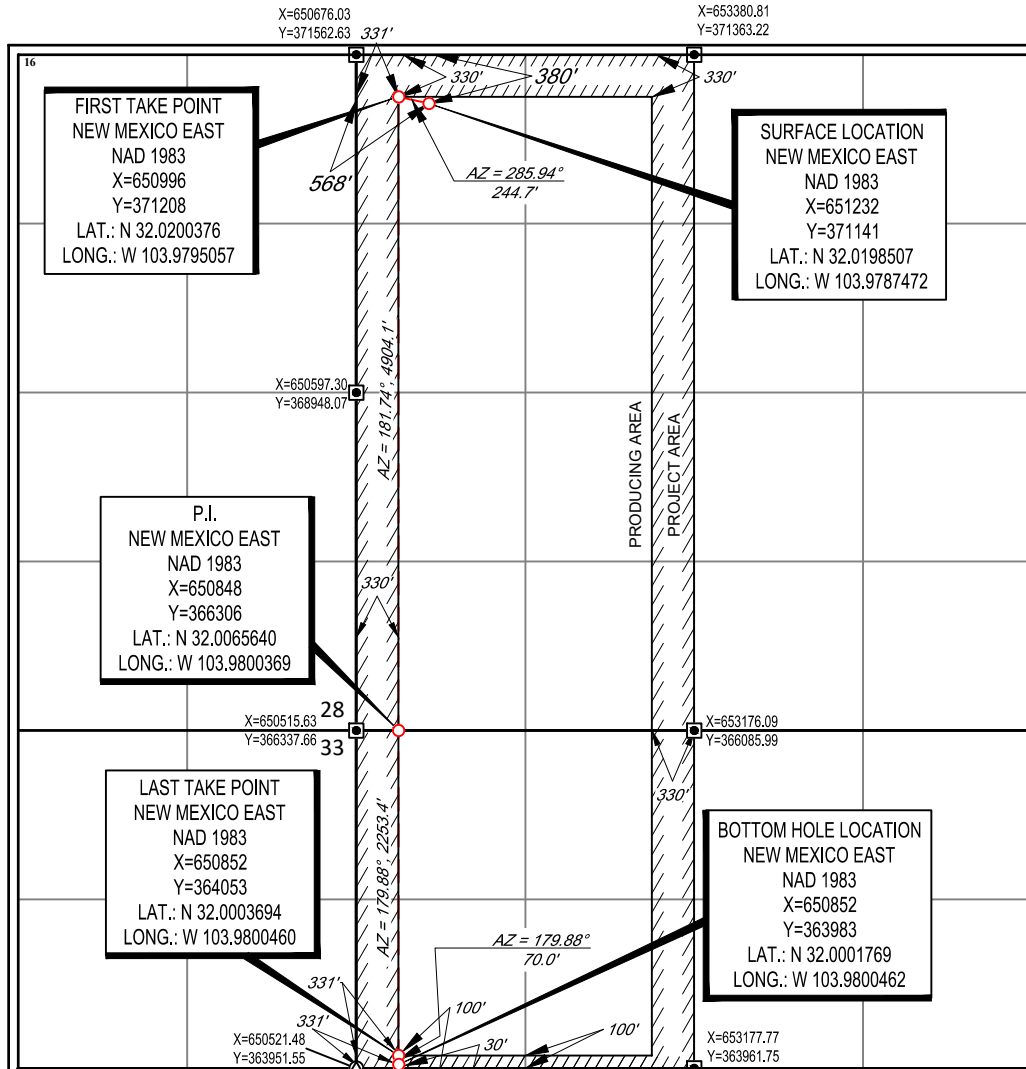 X=650676.03
Y=371562.63
X=653380.81
Y=371363.22
16
331'
330'
380'
330'
FIRST TAKE POINT
NEW MEXICO EAST
NAD 1983
X=650996
Y=371208
LAT.: N 32.0200376
LONG.: W 103.9795057
568'
AZ = 285.94°
244.7'
SURFACE LOCATION
NEW MEXICO EAST
NAD 1983
X=651232
Y=371141
LAT.: N 32.0198507
LONG.: W 103.9787472
AZ = 181.74°, 4904.1'
X=650597.30
Y=368948.07
PRODUCING AREA
PROJECT AREA
P.I.
NEW MEXICO EAST
NAD 1983
X=650848
Y=366306
LAT.: N 32.0065640
LONG.: W 103.9800369
330'
X=650515.63
Y=366337.66
28
33
X=653176.09
Y=366085.99
330'
LAST TAKE POINT
NEW MEXICO EAST
NAD 1983
X=650852
Y=364053
LAT.: N 32.0003694
LONG.: W 103.9800460
AZ = 179.88°, 2253.4'
BOTTOM HOLE LOCATION
NEW MEXICO EAST
NAD 1983
X=650852
Y=363983
LAT.: N 32.0001769
LONG.: W 103.9800462
AZ = 179.88°
70.0'
331'
331'
100'
30'
100'
X=650521.48
Y=363951.55
X=653177.77
Y=363961.75